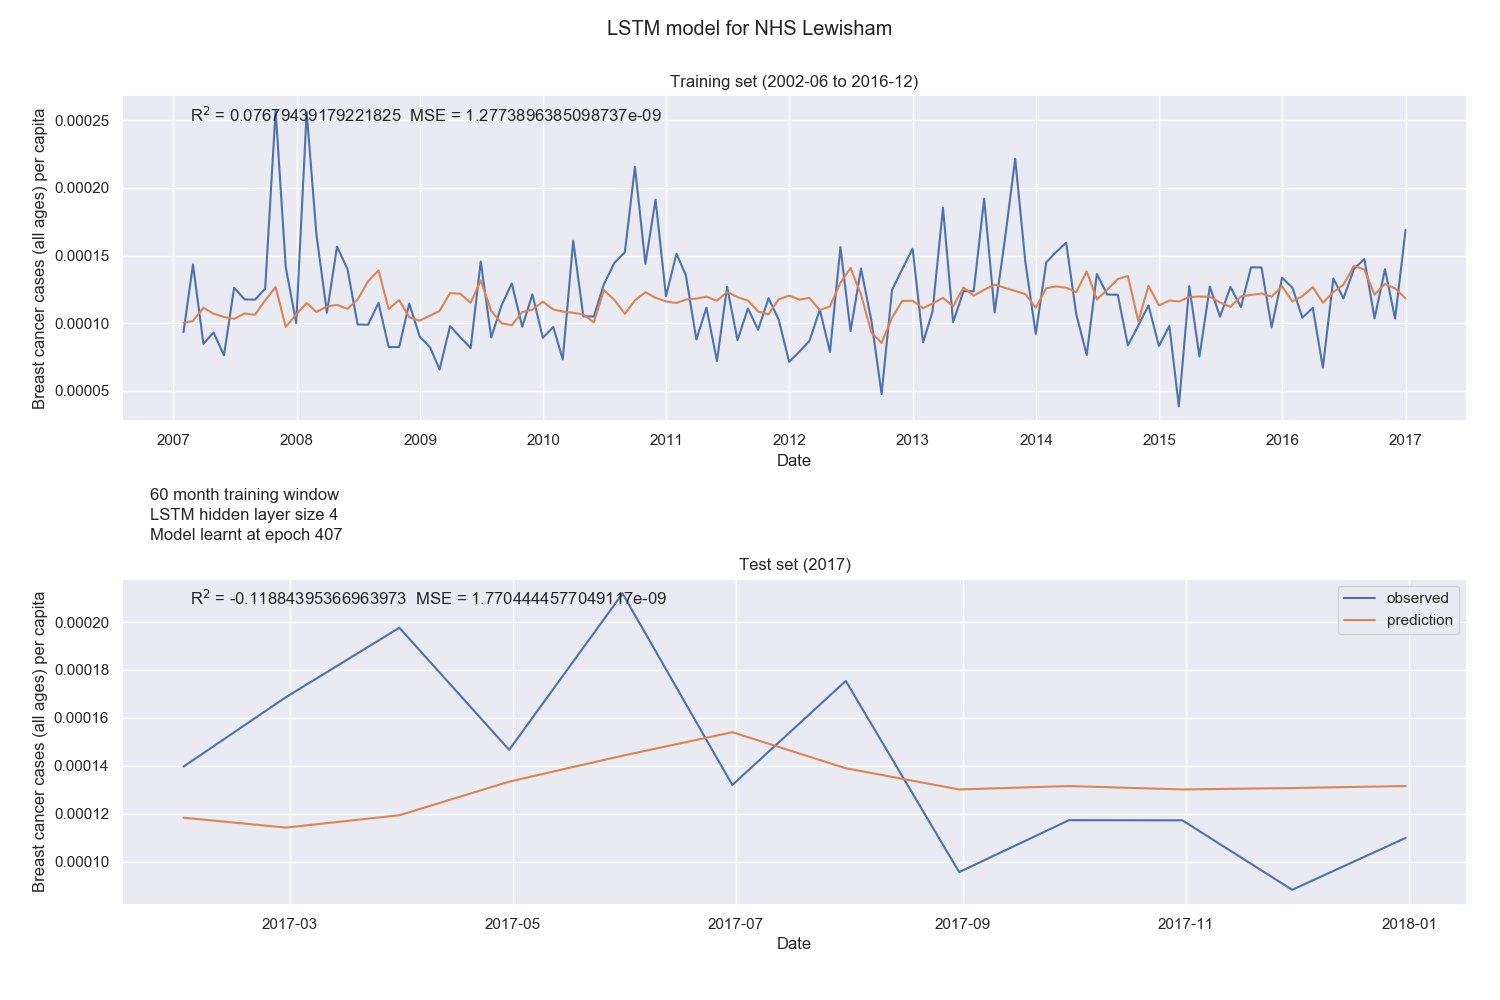 LSTM model for NHS Lewisham
Training set (2002-06 to 2016-12)
R² = 0.07679439179221825 MSE = 1.2773896385098737e-09
Breast cancer cases (all ages) per capita
0.00025
0.00020
0.00015
0.00010
0.00005
2007 2008 2009 2010 2011 2012 2013 2014 2015 2016 2017
Date
60 month training window
LSTM hidden layer size 4
Model learnt at epoch 407
Test set (2017)
R² = -0.11884395366963973 MSE = 1.7704444577049117e-09
observed
prediction
Breast cancer cases (all ages) per capita
0.00020
0.00018
0.00016
0.00014
0.00012
0.00010
2017-03 2017-05 2017-07 2017-09 2017-11 2018-01
Date